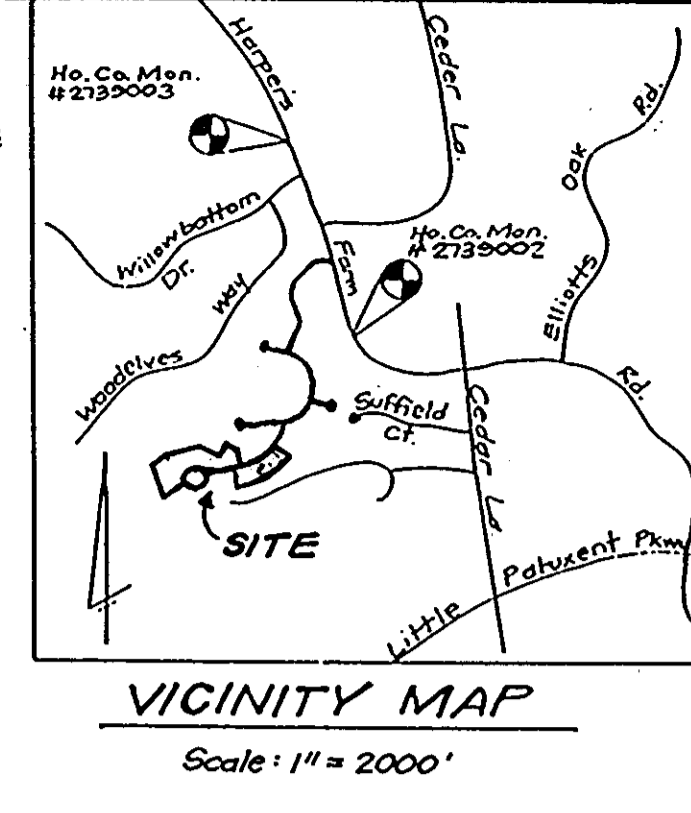 Harpers
Ceder La.
Ho. Co. Mon.
#2739003
Oak Rd.
Willowbottom
Dr.
Farm
Ho. Co. Mon.
# 2739002
Way
Elliotts
Woodelves
Suffield
Ct.
Cedar La.
Rd.
SITE
Little Patuxent Pkwy
VICINITY MAP
Scale: 1" = 2000'